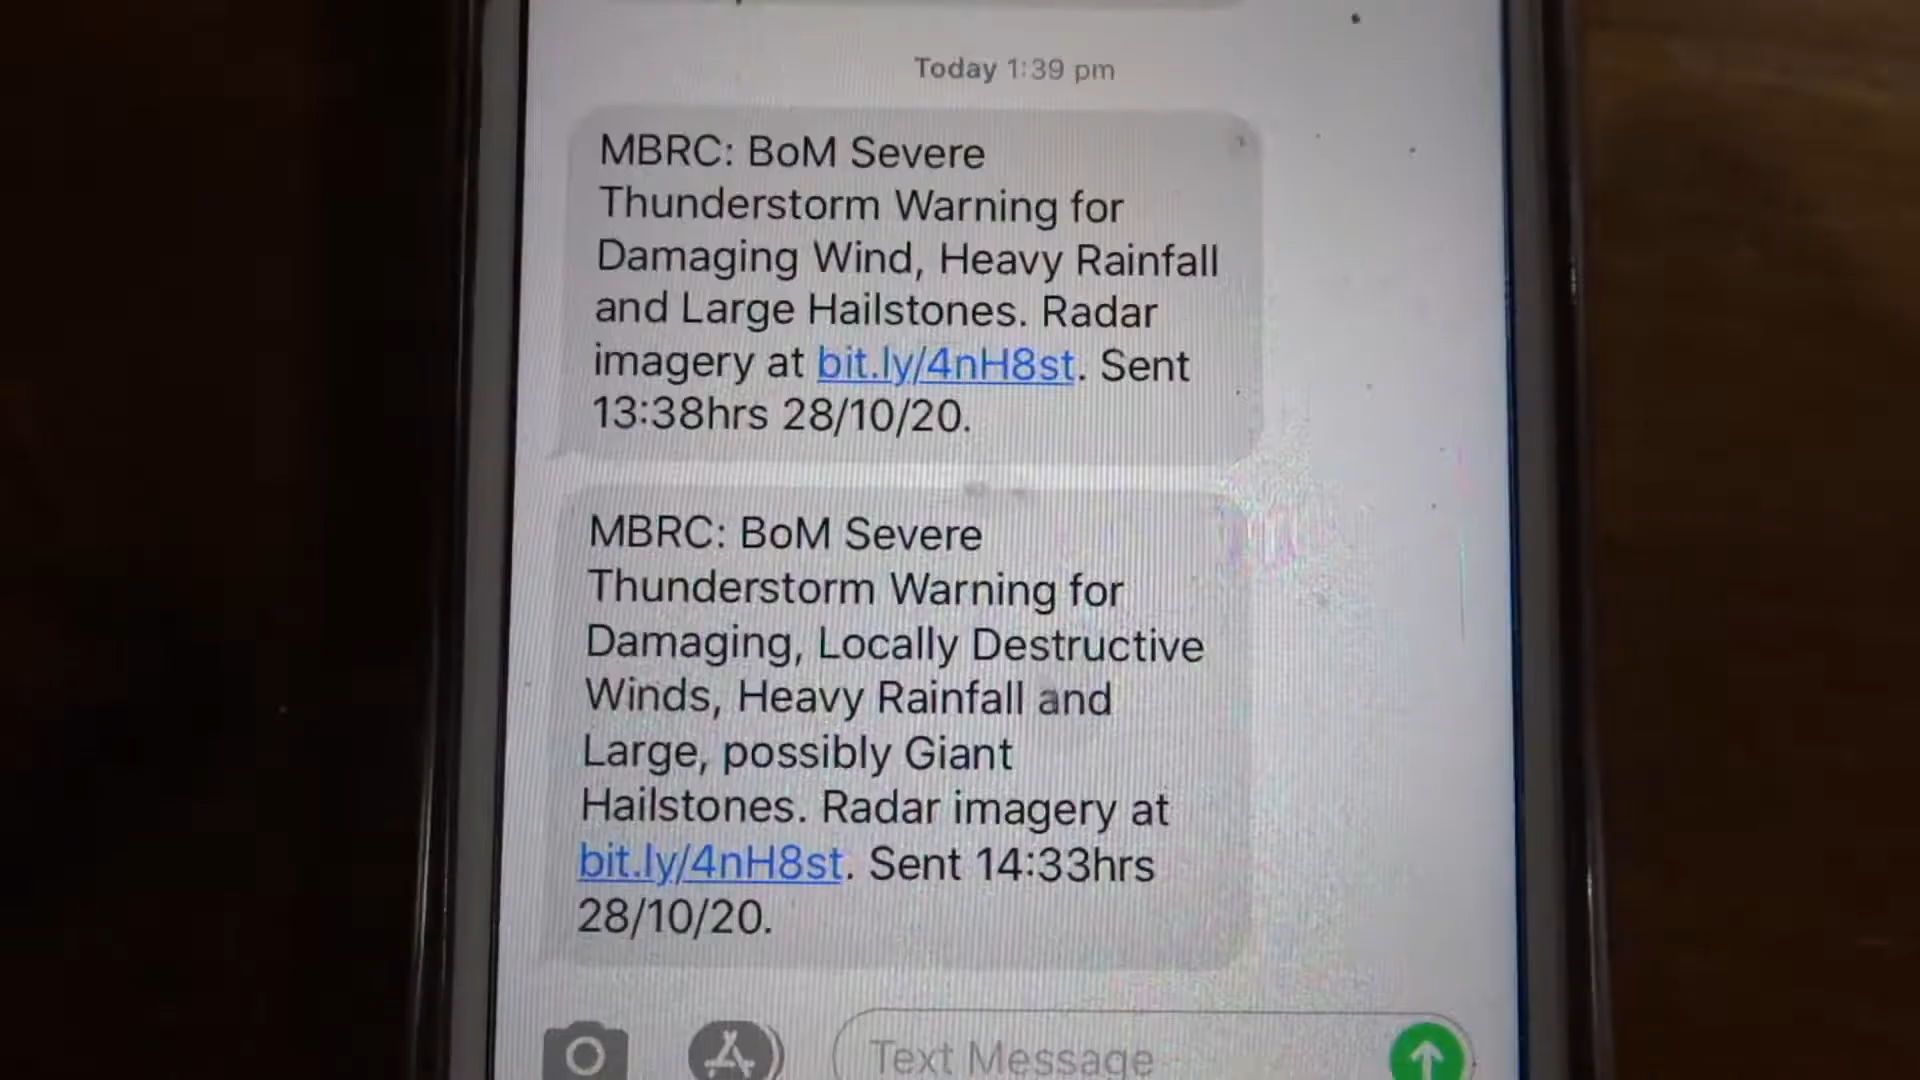 Today 1:39 pm
MBRC: BoM Severe
Thunderstorm Warning for
Damaging Wind, Heavy Rainfall
and Large Hailstones. Radar
imagery at bit.ly/4nH8st. Sent
13:38hrs 28/10/20.
MBRC: BoM Severe
Thunderstorm Warning for
Damaging, Locally Destructive
Winds, Heavy Rainfall and
Large, possibly Giant
Hailstones. Radar imagery at
bit.ly/4nH8st. Sent 14:33hrs
28/10/20.
Text Message